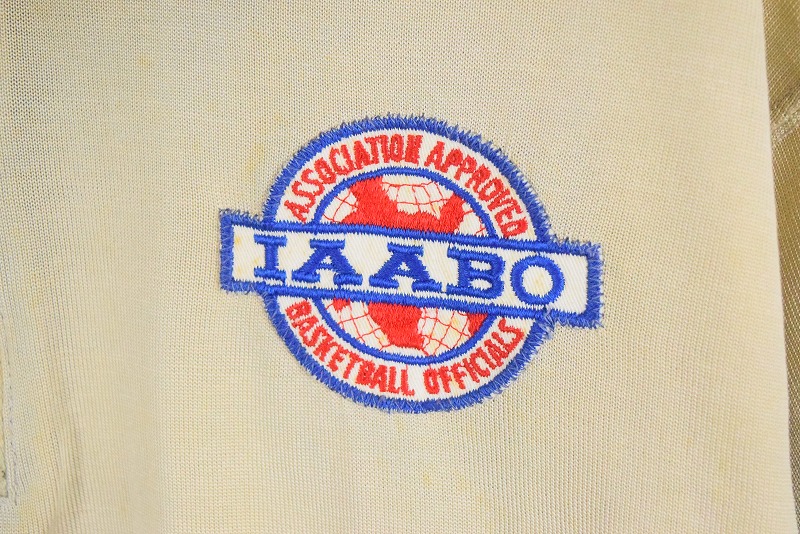 ASSOCIATION APPROVED
IAABO
BASKETBALL OFFICIALS